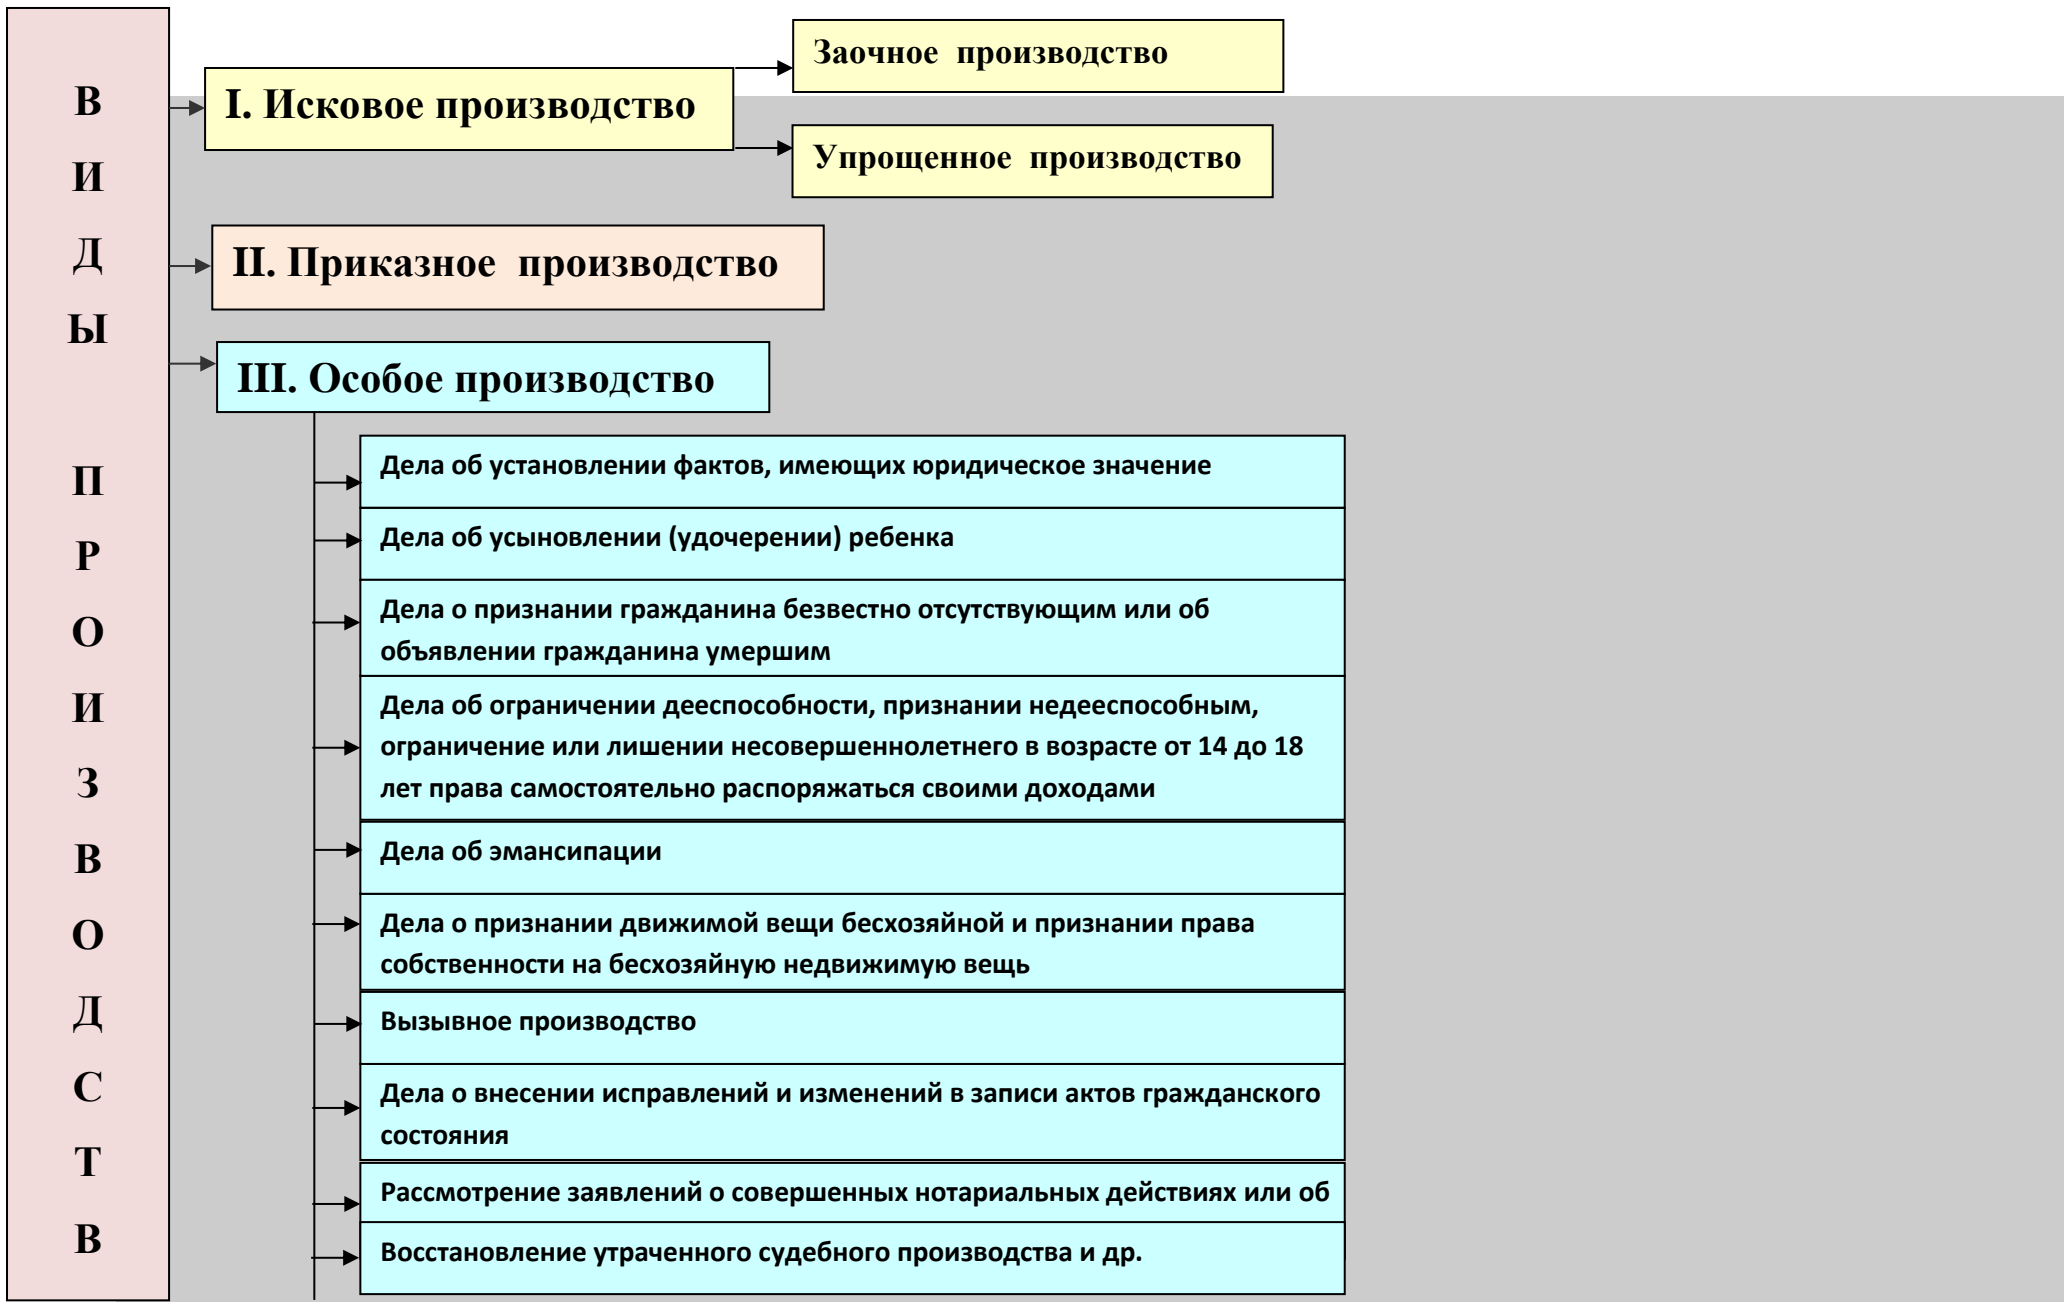 ВИДЫ ПРОИЗВОДСТВ
I. Исковое производство
Заочное производство
Упрощенное производство
II. Приказное производство
III. Особое производство
Дела об установлении фактов, имеющих юридическое значение
Дела об усыновлении (удочерении) ребенка
Дела о признании гражданина безвестно отсутствующим или об
объявлении гражданина умершим
Дела об ограничении дееспособности, признании недееспособным,
ограничение или лишении несовершеннолетнего в возрасте от 14 до 18
лет права самостоятельно распоряжаться своими доходами
Дела об эмансипации
Дела о признании движимой вещи бесхозяйной и признании права
собственности на бесхозяйную недвижимую вещь
Вызывное производство
Дела о внесении исправлений и изменений в записи актов гражданского
состояния
Рассмотрение заявлений о совершенных нотариальных действиях или об
Восстановление утраченного судебного производства и др.